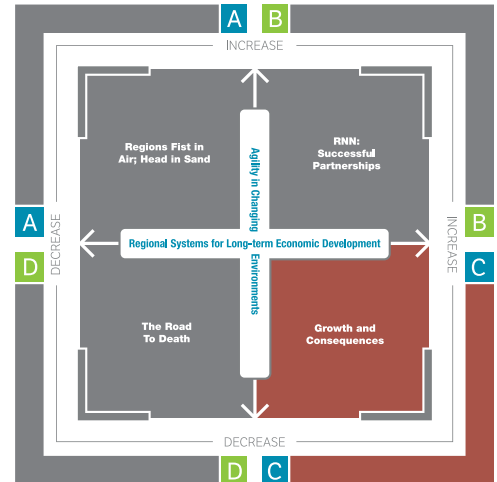 A B
INCREASE
Regions Fist in
Air; Head in Sand
RNN:
Successful
Partnerships
Agility in Changing Environments
A
D
DECREASE
Regional Systems for Long-term Economic Development
INCREASE
B
C
The Road
To Death
Growth and
Consequences
DECREASE
D C